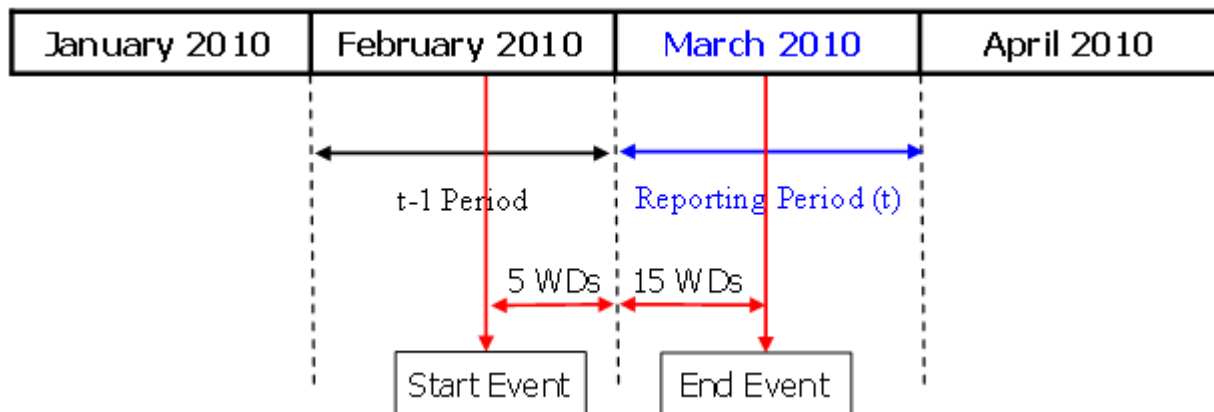 January 2010 February 2010 March 2010 April 2010
t-1 Period Reporting Period (t)
5 WDs 15 WDs
Start Event End Event